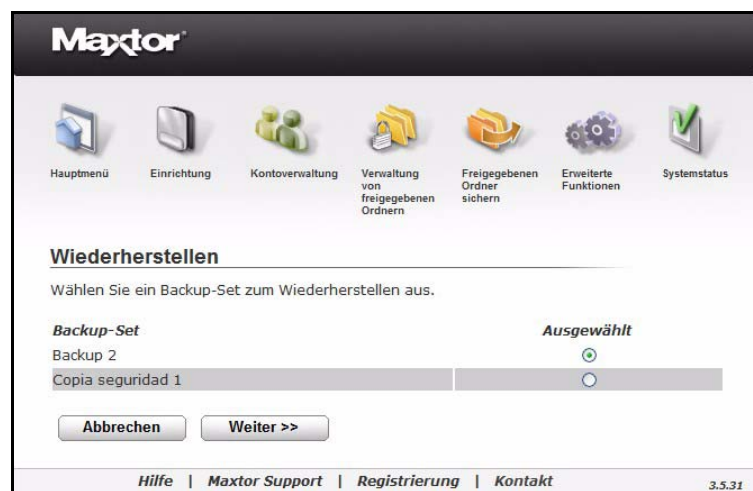 Maxtor
Hauptmenü
Einrichtung
Kontoverwaltung
Verwaltung
von
freigegebenen
Ordnern
Freigegebenen
Ordner
sichern
Erweiterte
Funktionen
Systemstatus
Wiederherstellen
Wählen Sie ein Backup-Set zum Wiederherstellen aus.
Backup-Set Ausgewählt
Backup 2
Copia seguridad 1
Abbrechen Weiter >>
Hilfe | Maxtor Support | Registrierung | Kontakt 3.5.31